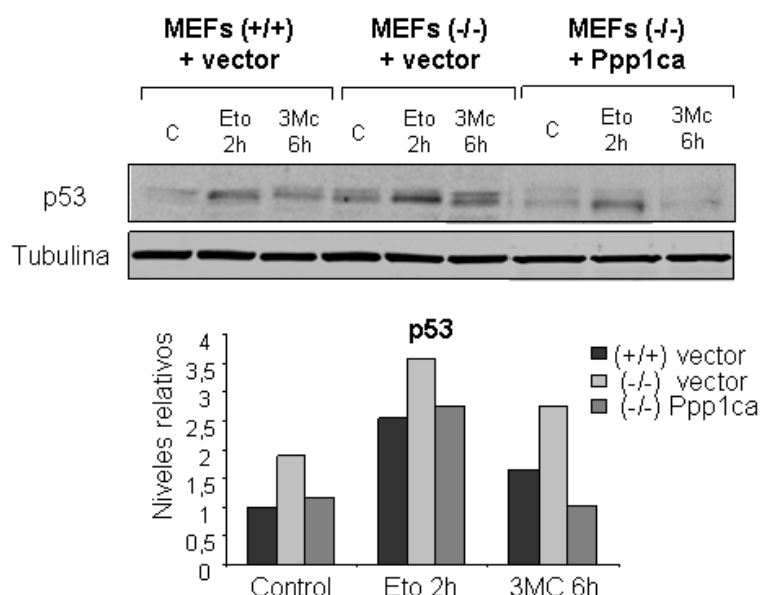 MEFs (+/+) MEFs (-/-) MEFs (-/-)
+ vector + vector + Ppp1ca
C Eto 2h 3Mc 6h C Eto 2h 3Mc 6h C Eto 2h 3Mc 6h
p53
Tubulina
p53
Niveles relativos
4
3,5
3
2,5
2
1,5
1
0,5
0
(+/+) vector
(-/-) vector
(-/-) Ppp1ca
Control Eto 2h 3MC 6h